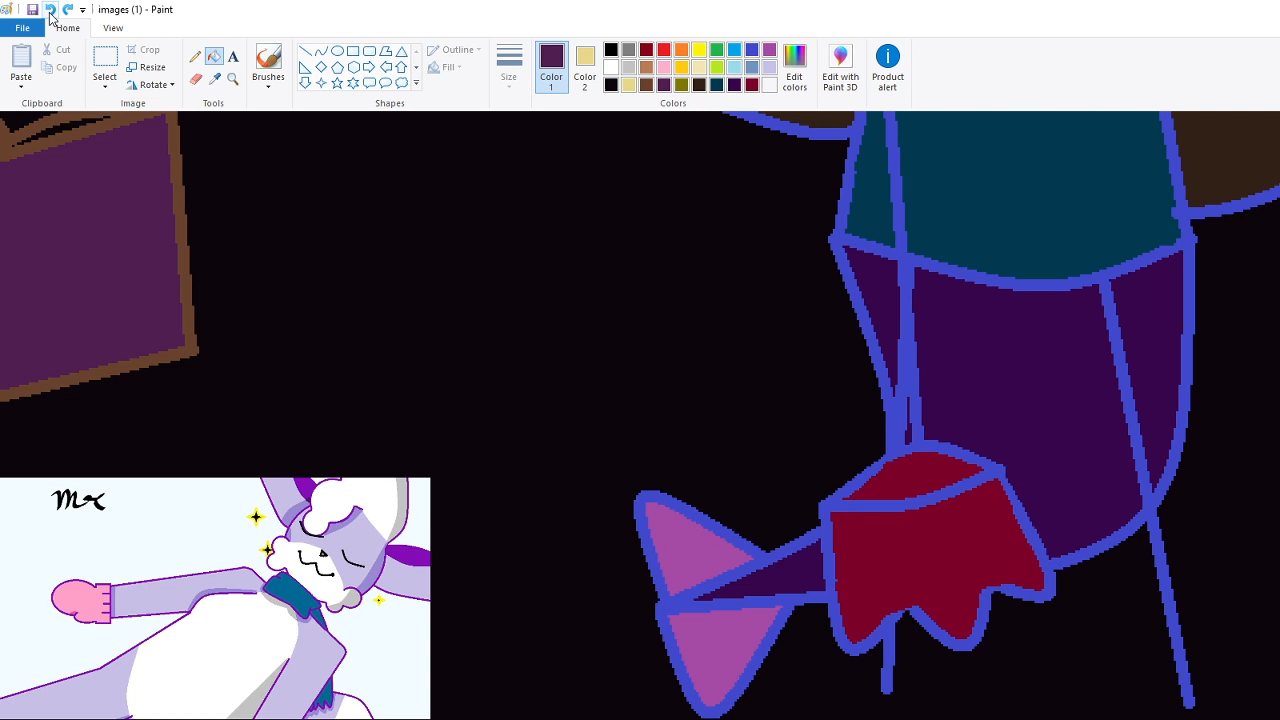 images (1) - Paint
File Home View
Paste Cut Copy
Clipboard
Select Crop Resize Rotate
Image
A
Tools
Brushes
Outline Fill
Shapes
Size
Color 1
Color 2
Edit colors
Colors
Edit with Paint 3D
Product alert